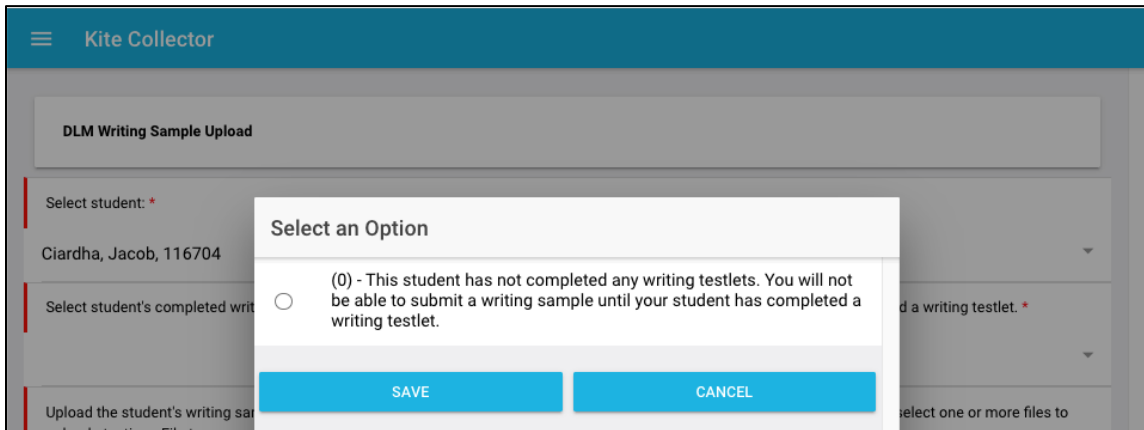 Kite Collector
DLM Writing Sample Upload
Select student: *
Ciardha, Jacob, 116704
Select student's completed writ
d a writing testlet. *
Upload the student's writing sar
select one or more files to
Select an Option
(0) - This student has not completed any writing testlets. You will not
be able to submit a writing sample until your student has completed a
writing testlet.
SAVE
CANCEL